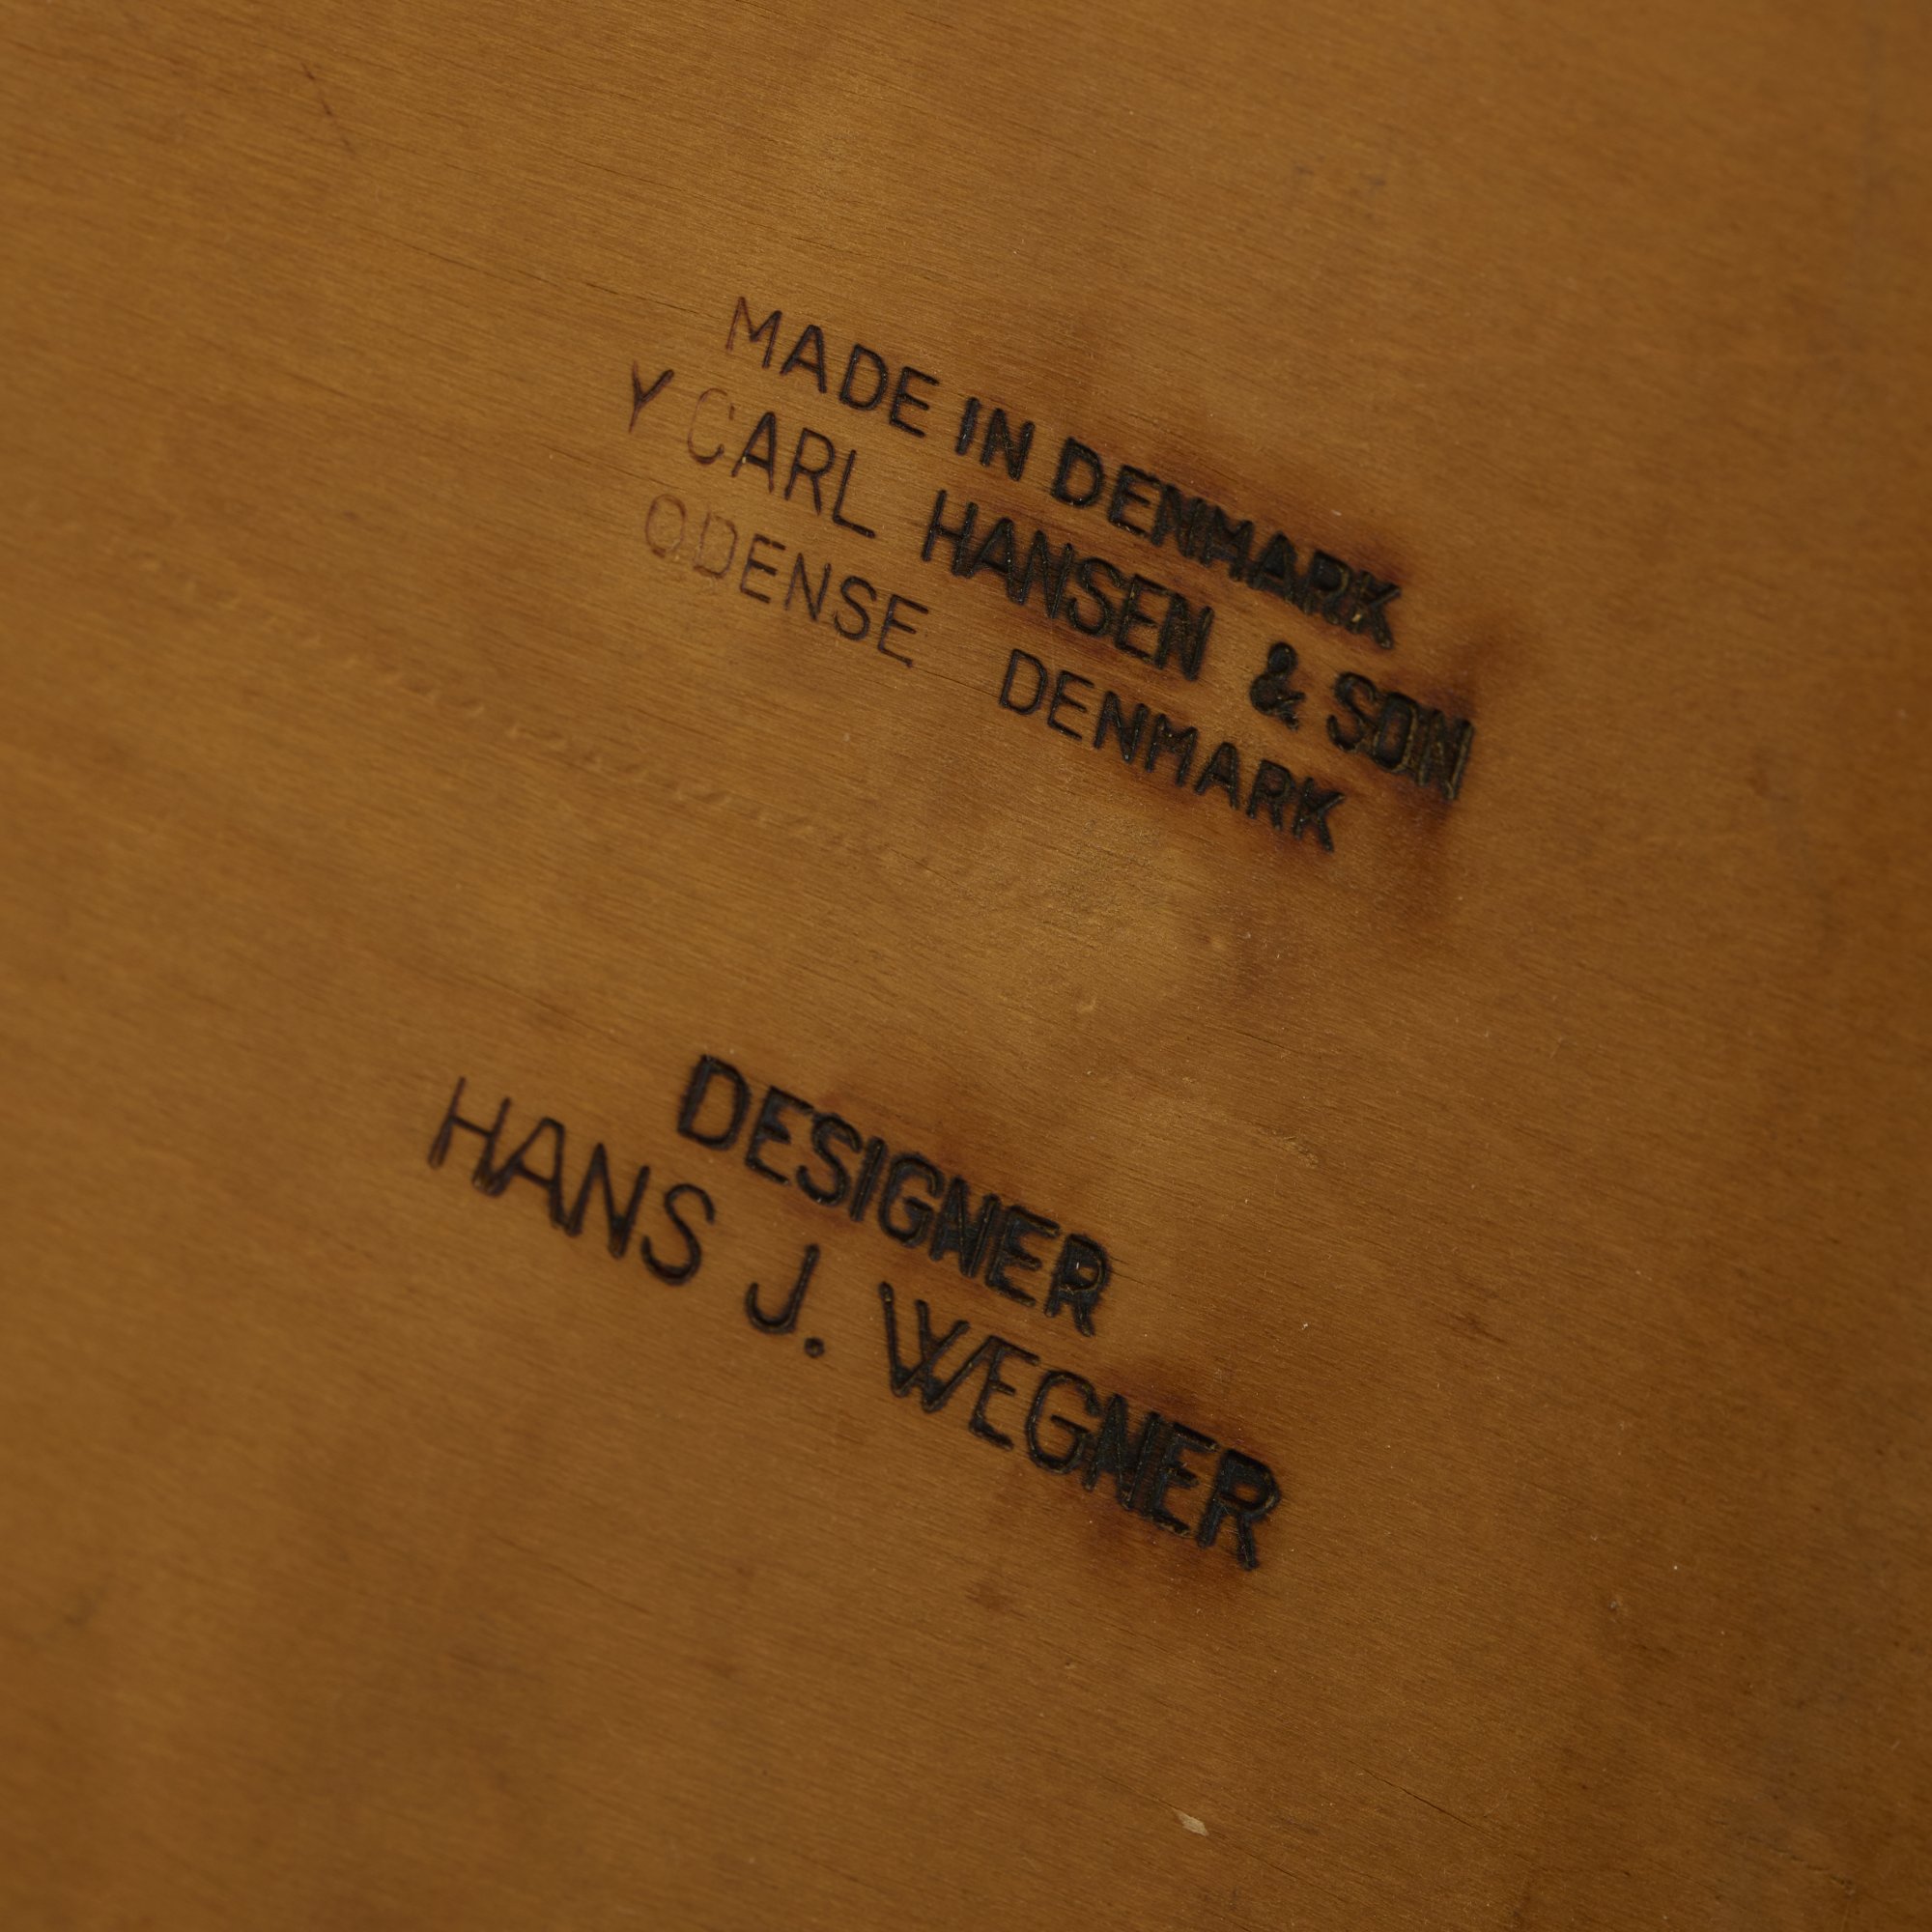 MADE IN DENMARK
Y CARL HANSEN & SON
ODENSE DENMARK
DESIGNER
HANS J. WEGNER